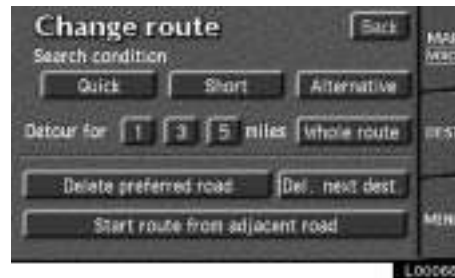 Change route Back
Search condition
Quick Short Alternative
Detour for 1 3 5 miles Whole route
Delete preferred road Del. next dest.
Start route from adjacent road